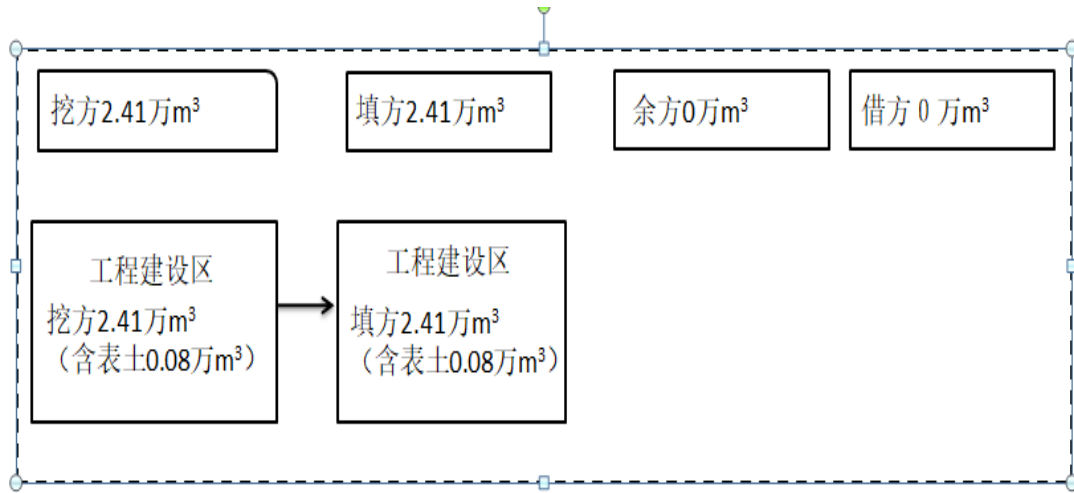 挖方2.41万m³
填方2.41万m³
余方0万m³
借方 0 万m³
工程建设区
挖方2.41万m³
（含表土0.08万m³）
工程建设区
填方2.41万m³
（含表土0.08万m³）